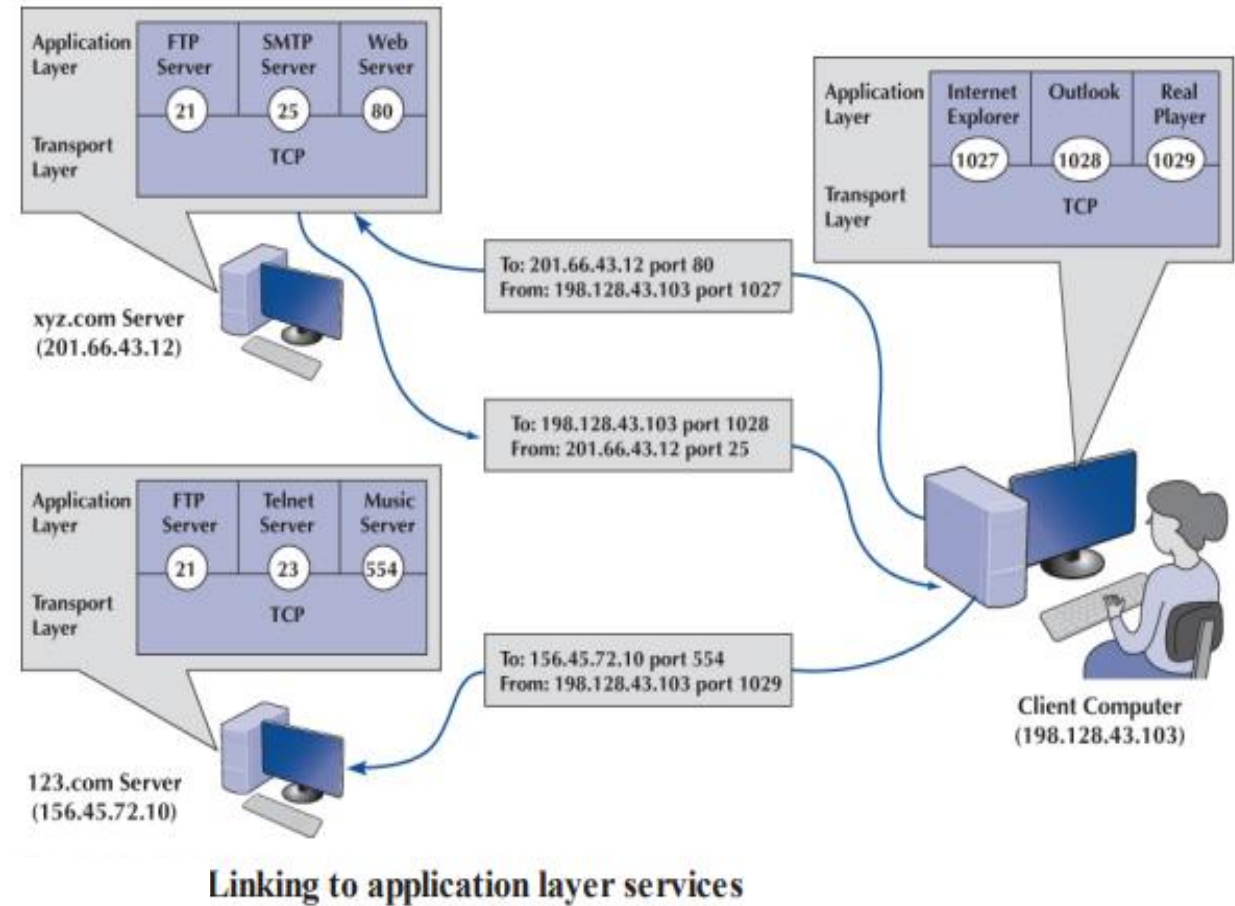 Application
Layer
FTP
Server
SMTP
Server
Web
Server
21
25
80
Transport
Layer
TCP
xyz.com Server
(201.66.43.12)
Application
Layer
Internet
Explorer
Outlook
Real
Player
1027
1028
1029
Transport
Layer
TCP
To: 201.66.43.12 port 80
From: 198.128.43.103 port 1027
To: 198.128.43.103 port 1028
From: 201.66.43.12 port 25
Application
Layer
FTP
Server
Telnet
Server
Music
Server
21
23
554
Transport
Layer
TCP
To: 156.45.72.10 port 554
From: 198.128.43.103 port 1029
Client Computer
(198.128.43.103)
123.com Server
(156.45.72.10)
Linking to application layer services